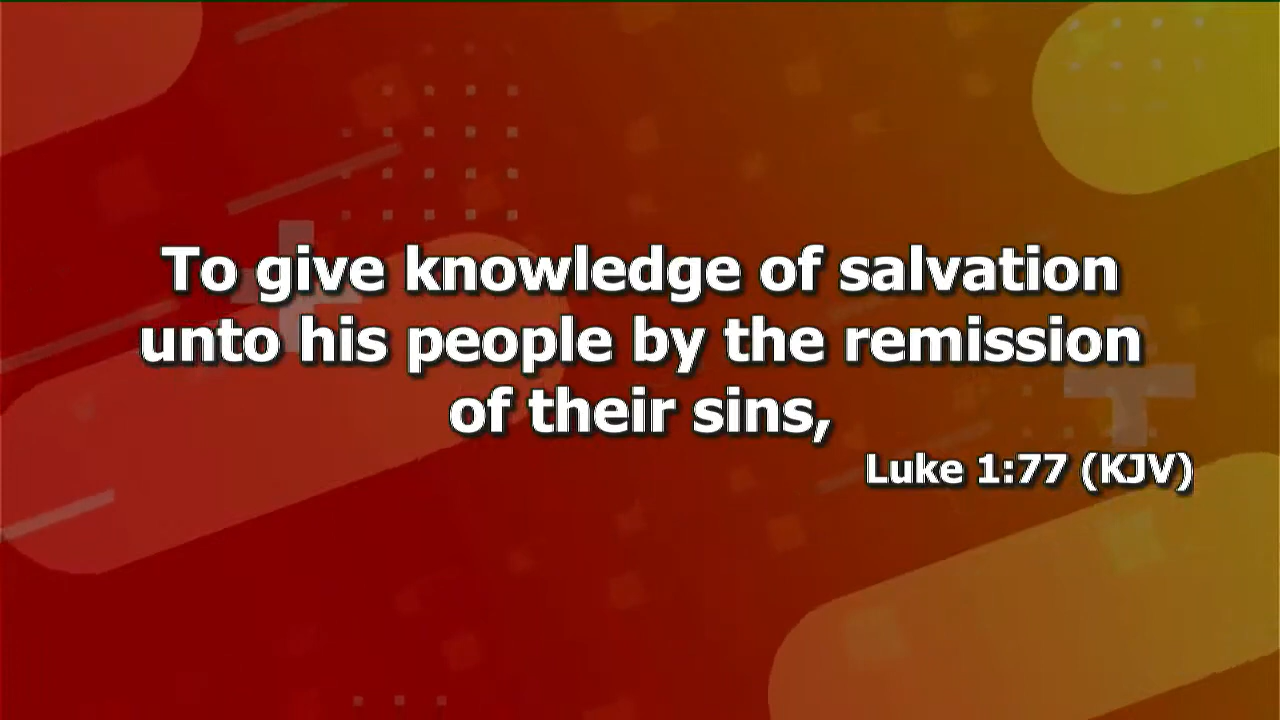 To give knowledge of salvation
unto his people by the remission
of their sins,
Luke 1:77 (KJV)